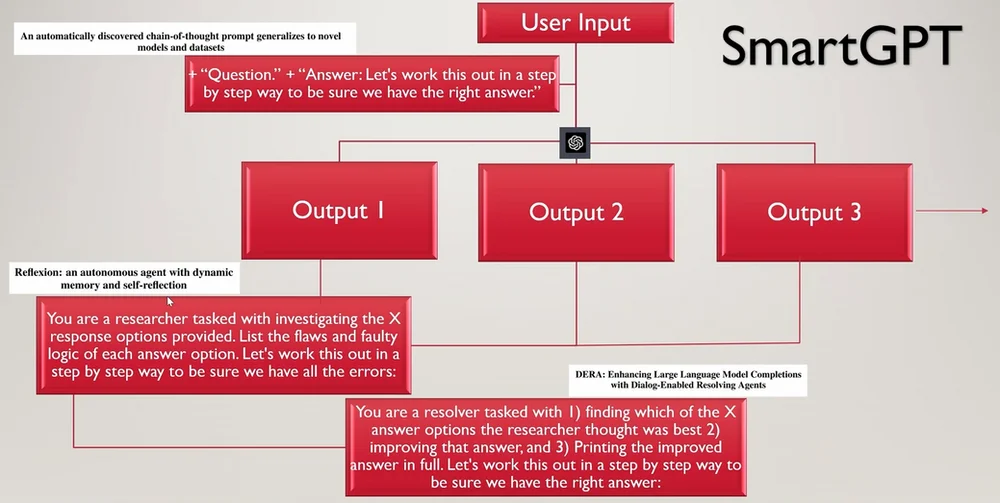 SmartGPT
User Input
An automatically discovered chain-of-thought prompt generalizes to novel
models and datasets
+ “Question.” + “Answer: Let's work this out in a step
by step way to be sure we have the right answer.”
Output 1
Output 2
Output 3
Reflexion: an autonomous agent with dynamic
memory and self-reflection
You are a researcher tasked with investigating the X
response options provided. List the flaws and faulty
logic of each answer option. Let's work this out in a
step by step way to be sure we have all the errors:
DERA: Enhancing Large Language Model Completions
with Dialog-Enabled Resolving Agents
You are a resolver tasked with 1) finding which of the X
answer options the researcher thought was best 2)
improving that answer, and 3) Printing the improved
answer in full. Let's work this out in a step by step way to
be sure we have the right answer: